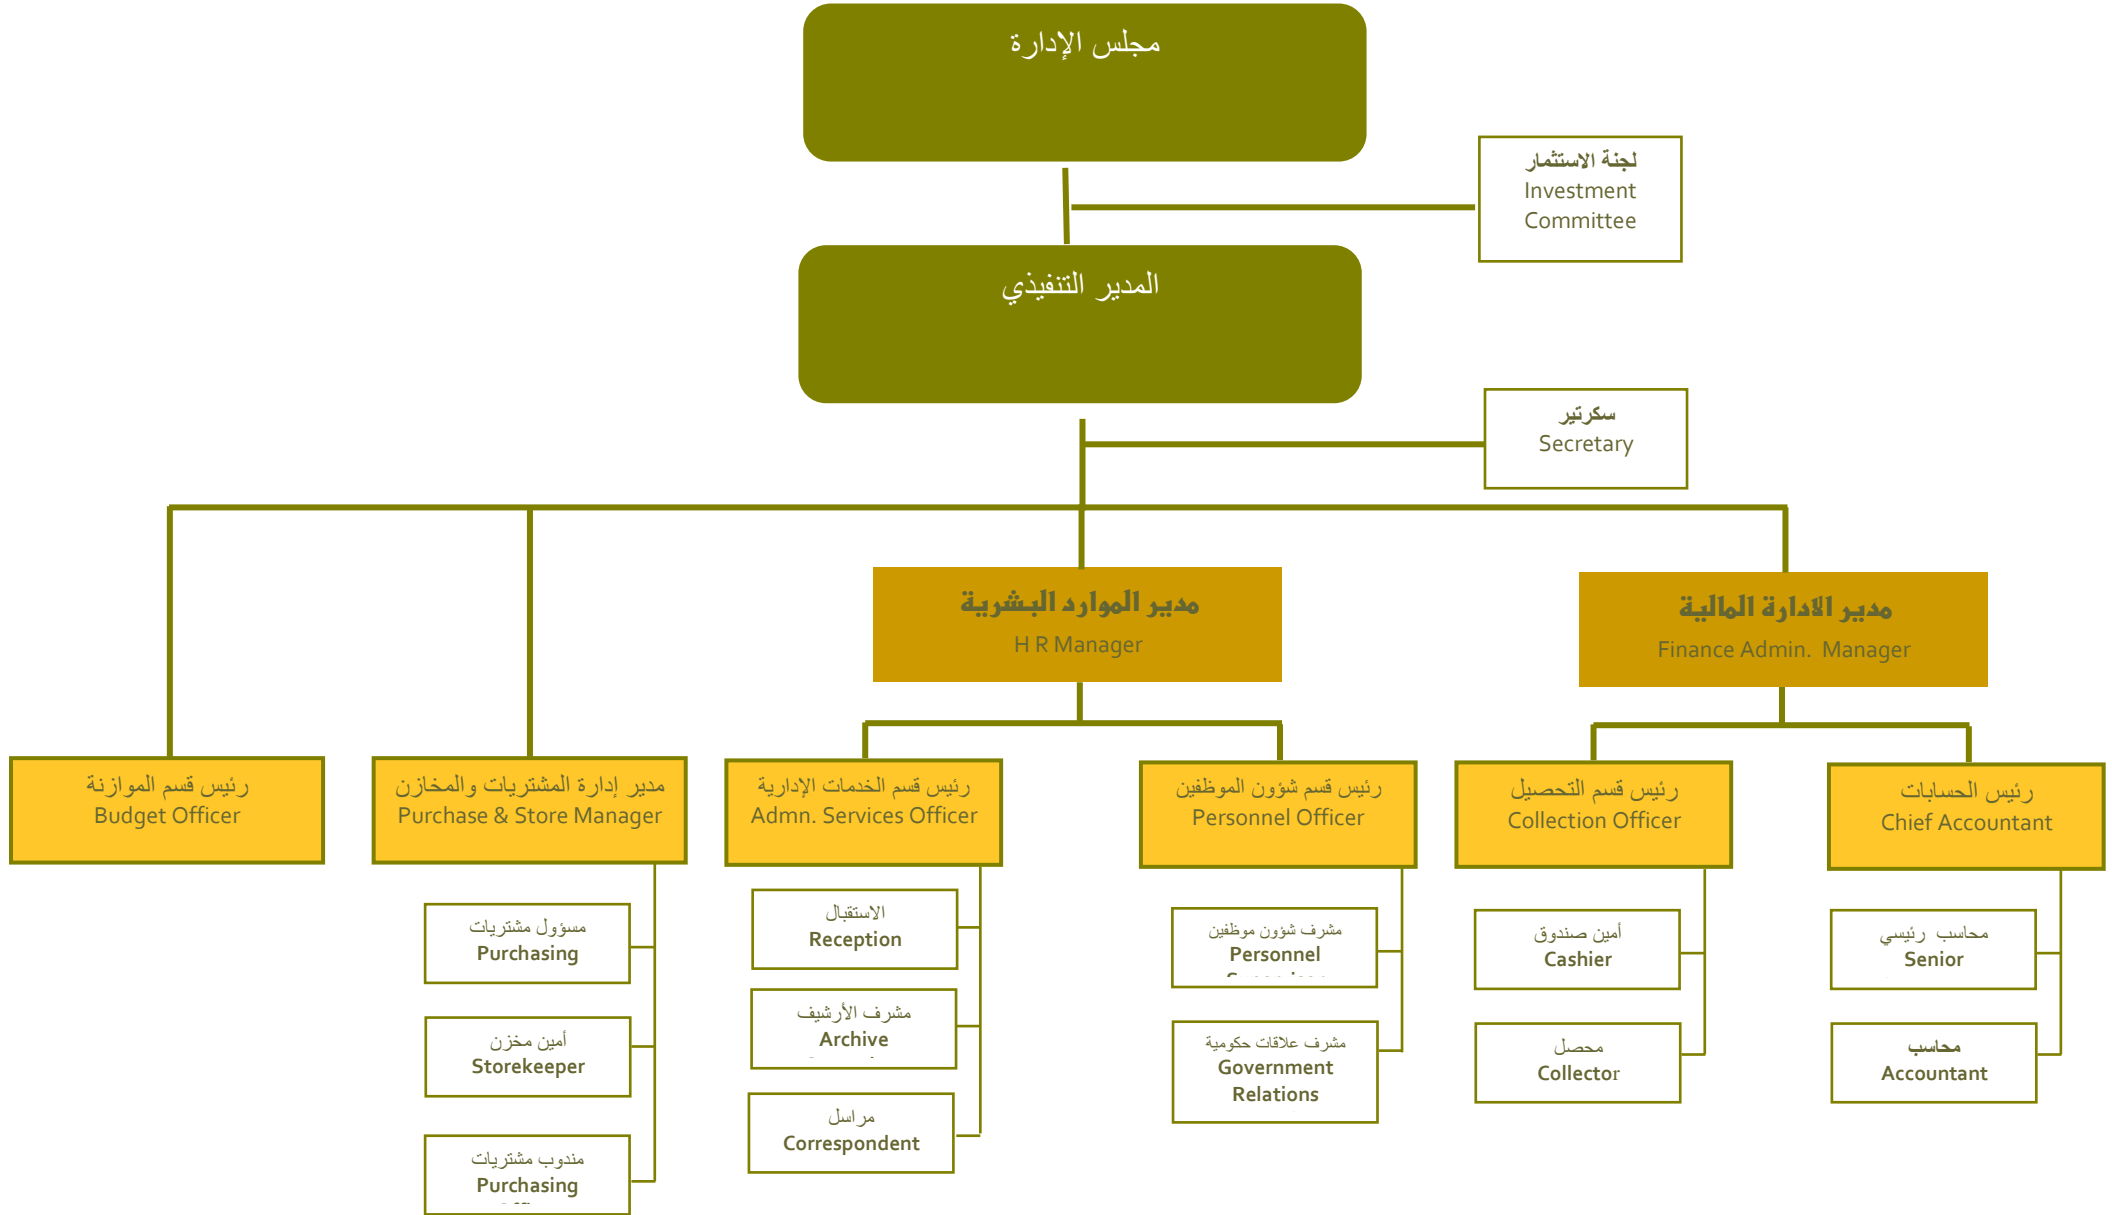 مجلس الإدارة
لجنة الاستثمار
Investment
Committee
المدير التنفيذي
سكرتير
Secretary
مدير الموارد البشرية
H R Manager
مدير الادارة المالية
Finance Admin. Manager
رئيس قسم الموازنة
Budget Officer
مدير إدارة المشتريات والمخازن
Purchase & Store Manager
رئيس قسم الخدمات الإدارية
Admn. Services Officer
رئيس قسم شؤون الموظفين
Personnel Officer
رئيس قسم التحصيل
Collection Officer
رئيس الحسابات
Chief Accountant
مسؤول مشتريات
Purchasing
أمين مخزن
Storekeeper
مندوب مشتريات
Purchasing
الاستقبال
Reception
مشرف الأرشيف
Archive
مراسل
Correspondent
مشرف شؤون موظفين
Personnel
مشرف علاقات حكومية
Government
Relations
أمين صندوق
Cashier
محصل
Collector
محاسب رئيسي
Senior
محاسب
Accountant